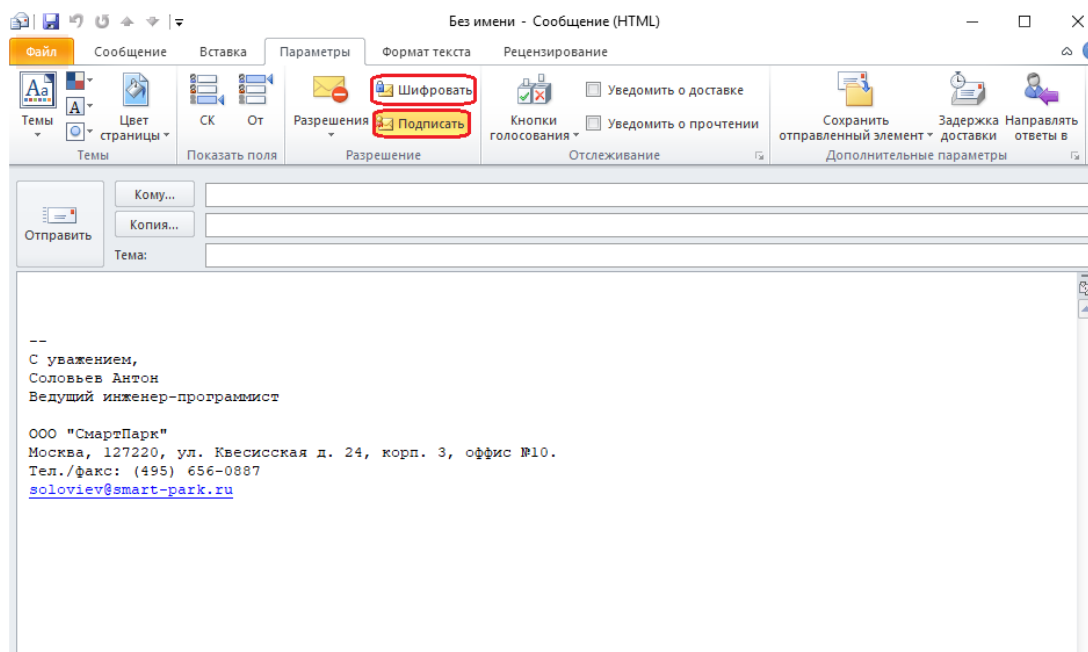 Без имени - Сообщение (HTML)
Файл Сообщение Вставка Параметры Формат текста Рецензирование
Aa
Темы
A
Цвет
страницы
Темы
СК От
Показать поля
Разрешения
Шифровать
Подписать
Разрешение
Кнопки
голосования
Уведомить о доставке
Уведомить о прочтении
Отслеживание
Сохранить
отправленный элемент
Задержка
доставки
Направлять
ответы в
Дополнительные параметры
Отправить
Кому...
Копия...
Тема:
--
С уважением,
Соловьев Антон
Ведущий инженер-программист
ООО "СмартПарк"
Москва, 127220, ул. Квесисская д. 24, корп. 3, оффис №10.
Тел./факс: (495) 656-0887
soloviev@smart-park.ru